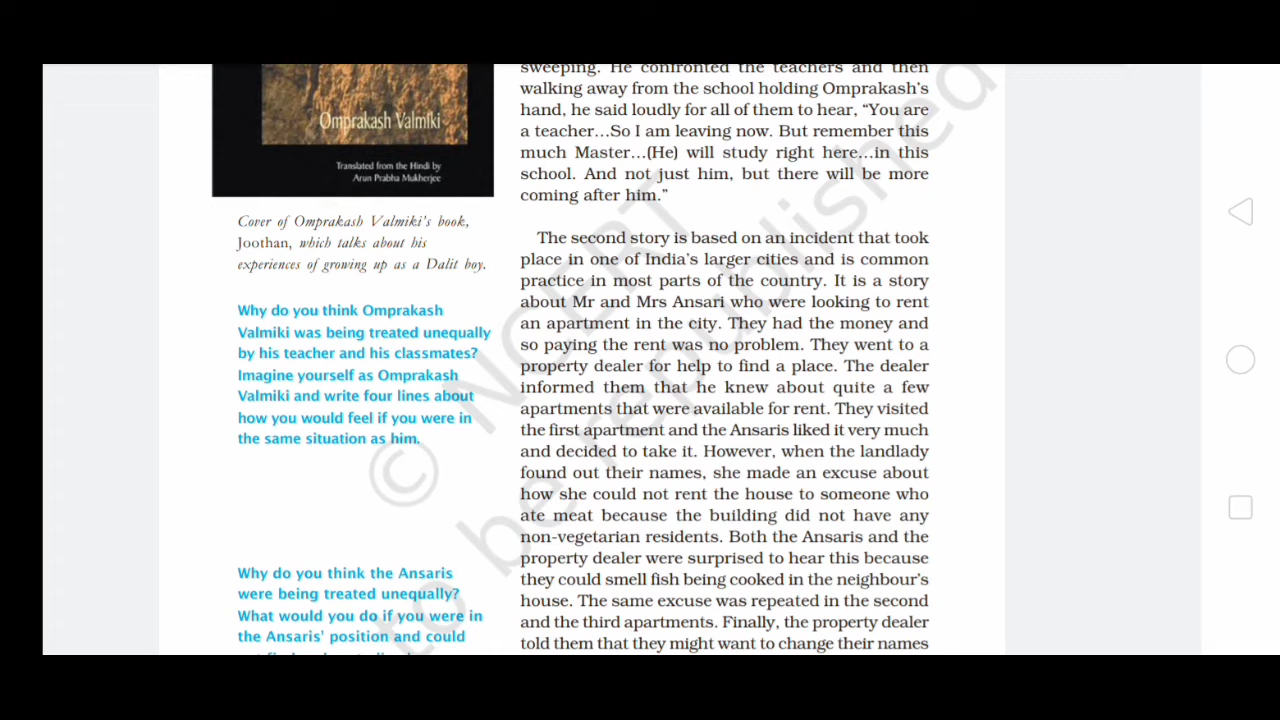 Omprakash Valmiki
Translated from the Hindi by
Arun Prabha Mukherjee
Cover of Omprakash Valmiki's book,
Joothan, which talks about his
experiences of growing up as a Dalit boy.
Why do you think Omprakash
Valmiki was being treated unequally
by his teacher and his classmates?
Imagine yourself as Omprakash
Valmiki and write four lines about
how you would feel if you were in
the same situation as him.
Why do you think the Ansaris
were being treated unequally?
What would you do if you were in
the Ansaris' position and could
sweeping. He confronted the teachers and then
walking away from the school holding Omprakash's
hand, he said loudly for all of them to hear, “You are
a teacher...So I am leaving now. But remember this
much Master...(He) will study right here...in this
school. And not just him, but there will be more
coming after him.”
The second story is based on an incident that took
place in one of India's larger cities and is common
practice in most parts of the country. It is a story
about Mr and Mrs Ansari who were looking to rent
an apartment in the city. They had the money and
so paying the rent was no problem. They went to a
property dealer for help to find a place. The dealer
informed them that he knew about quite a few
apartments that were available for rent. They visited
the first apartment and the Ansaris liked it very much
and decided to take it. However, when the landlady
found out their names, she made an excuse about
how she could not rent the house to someone who
ate meat because the building did not have any
non-vegetarian residents. Both the Ansaris and the
property dealer were surprised to hear this because
they could smell fish being cooked in the neighbour's
house. The same excuse was repeated in the second
and the third apartments. Finally, the property dealer
told them that they might want to change their names
© NCERT
to be republished